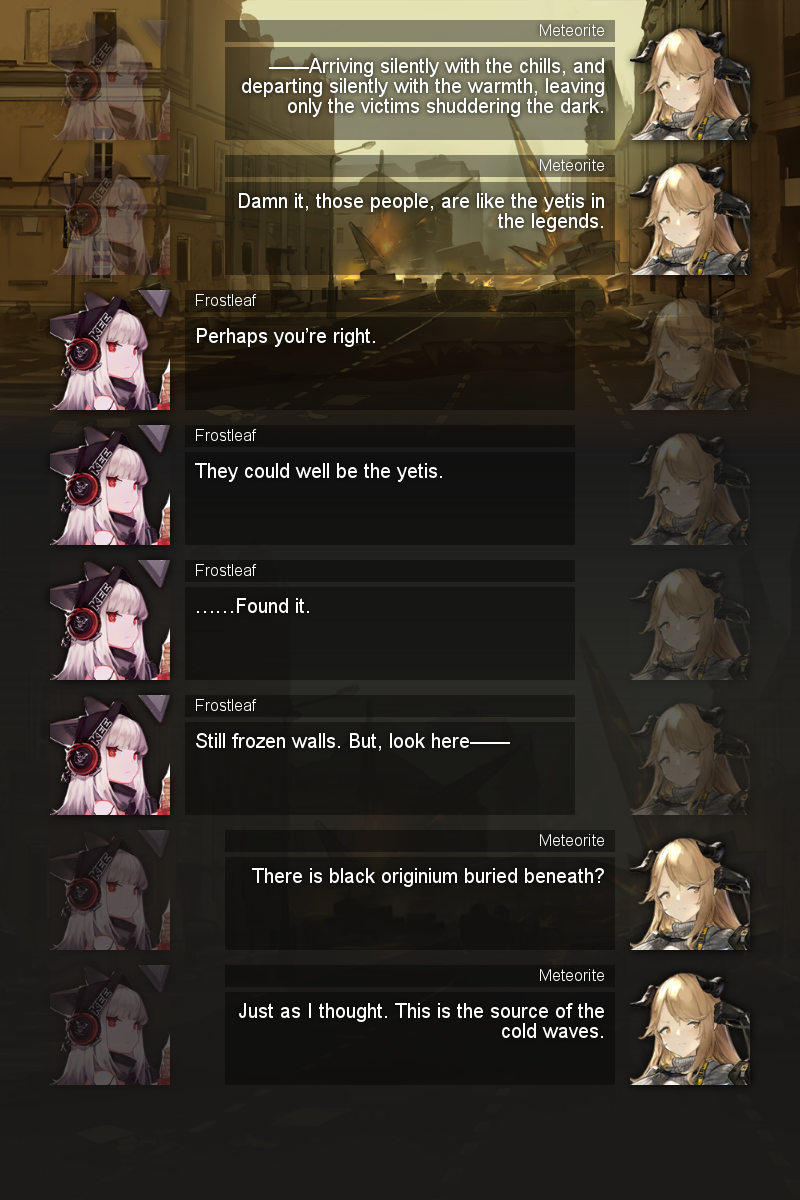 Meteorite
——Arriving silently with the chills, and
departing silently with the warmth, leaving
only the victims shuddering the dark.
Meteorite
Damn it, those people, are like the yetis in
the legends.
Frostleaf
Perhaps you're right.
Frostleaf
They could well be the yetis.
Frostleaf
……Found it.
Frostleaf
Still frozen walls. But, look here——
Meteorite
There is black originium buried beneath?
Meteorite
Just as I thought. This is the source of the
cold waves.